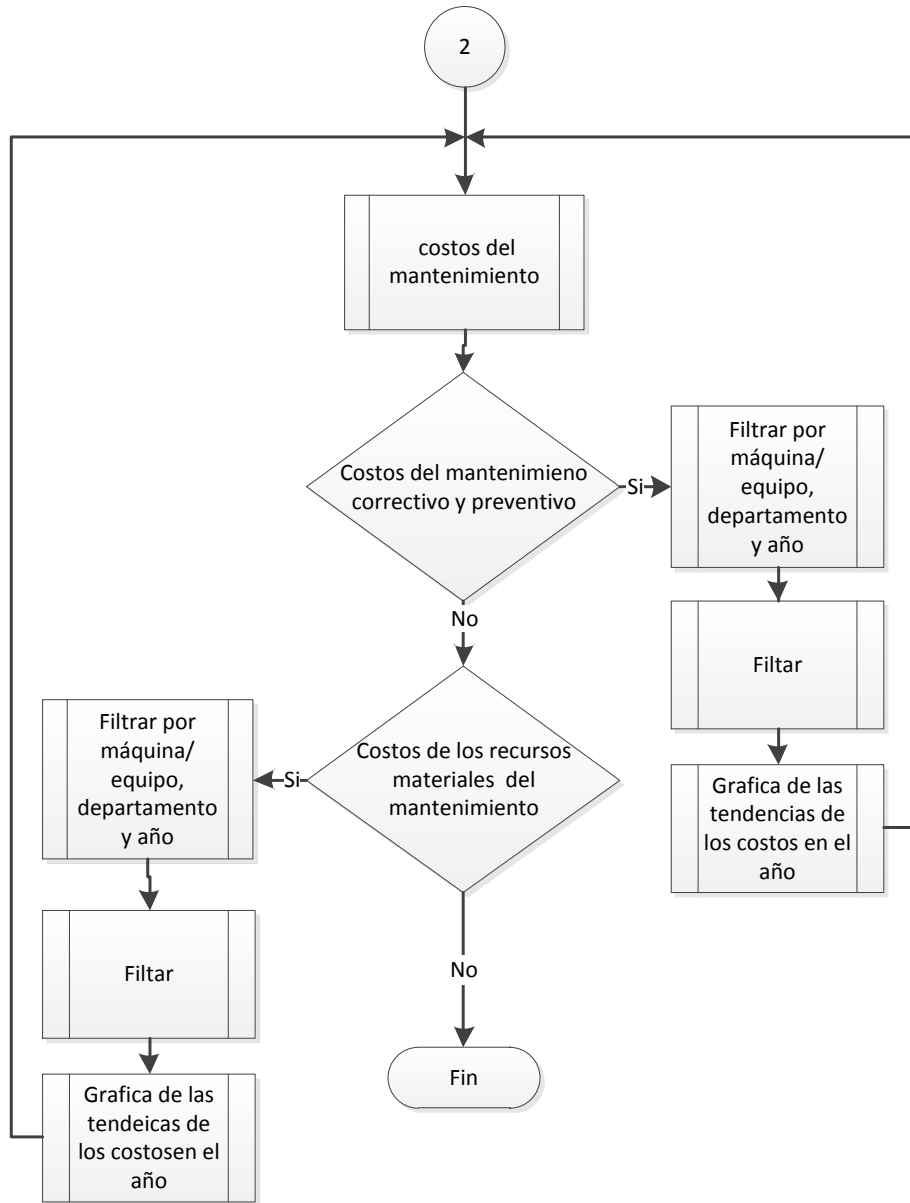 2
costos del
mantenimiento
Costos del mantenimieno
correctivo y preventivo
Si
Filtrar por
máquina/
equipo,
departamento
y año
No
Filtar
Grafica de las
tendencias de
los costos en el
año
Costos de los recursos
materiales  del
mantenimiento
Si
Filtrar por
máquina/
equipo,
departamento
y año
Filtar
Grafica de las
tendeicas de
los costosen el
año
No
Fin